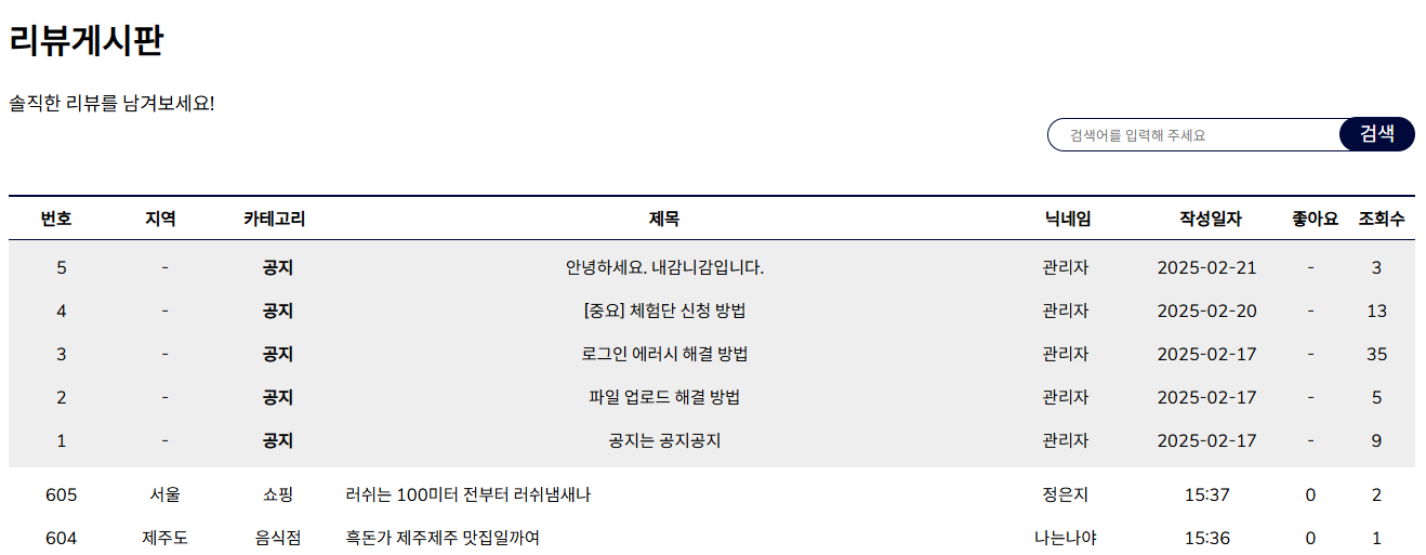 리뷰게시판
솔직한 리뷰를 남겨보세요!
검색어를 입력해 주세요 검색
번호 지역 카테고리 제목 닉네임 작성일자 좋아요 조회수
5 - 공지 안녕하세요. 내감니감입니다. 관리자 2025-02-21 - 3
4 - 공지 [중요] 체험단 신청 방법 관리자 2025-02-20 - 13
3 - 공지 로그인 에러시 해결 방법 관리자 2025-02-17 - 35
2 - 공지 파일 업로드 해결 방법 관리자 2025-02-17 - 5
1 - 공지 공지는 공지공지 관리자 2025-02-17 - 9
605 서울 쇼핑 러쉬는 100미터 전부터 러쉬냄새나 정은지 15:37 0 2
604 제주도 음식점 흑돈가 제주제주 맛집일까여 나는나야 15:36 0 1